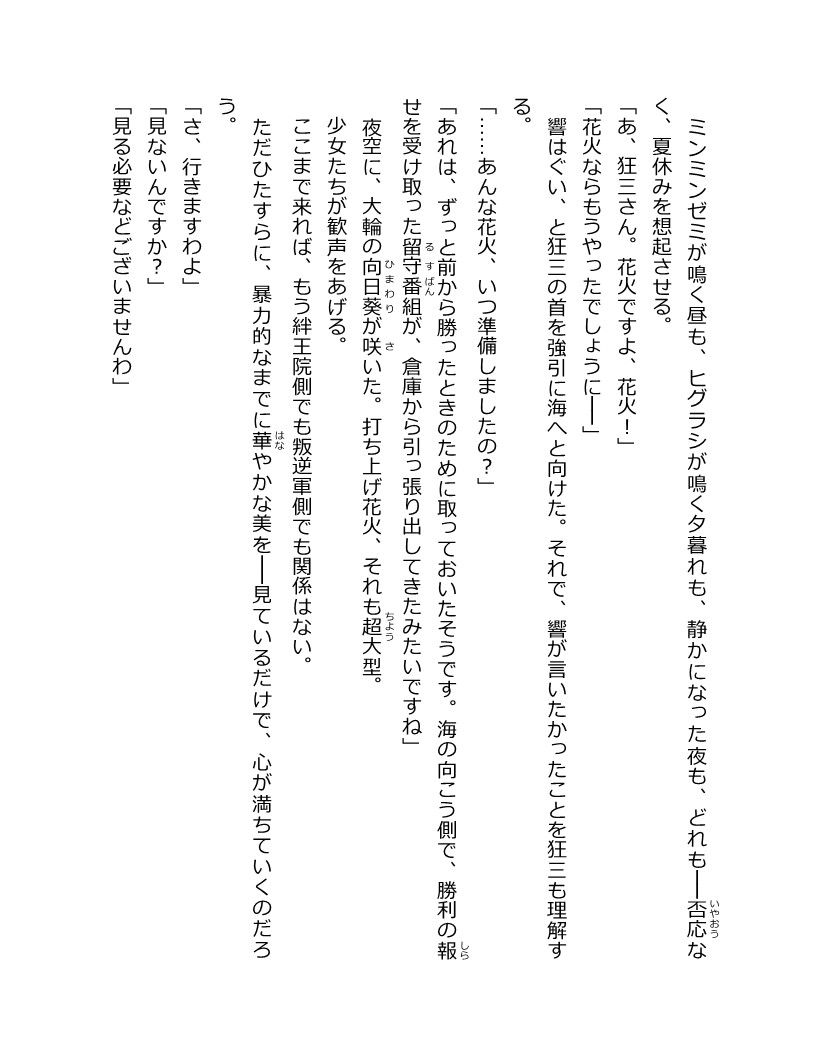 ミンミンゼミが鳴く昼も、ヒグラシが鳴く夕暮れも、静かになった夜も、どれも――否応な
く、夏休みを想起させる。
「あ、狂三さん。花火ですよ、花火！」
「花火ならもうやったでしょうに――」
響はぐい、と狂三の首を強引に海へと向けた。それで、響が言いたかったことを狂三も理解す
る。
「……あんな花火、いつ準備しましたの？」
「あれは、ずっと前から勝ったときのために取っておいたそうです。海の向こう側で、勝利の報
せを受け取った留守番組が、倉庫から引っ張り出してきたみたいですね」
夜空に、大輪の向日葵が咲いた。打ち上げ花火、それも超大型。
少女たちが歓声をあげる。
ここまで来れば、もう絆王院側でも叛逆軍側でも関係はない。
ただひたすらに、暴力的なまでに華やかな美を――見ているだけで、心が満ちていくのだろ
う。
「さ、行きますわよ」
「見ないんですか？」
「見る必要などございませんわ」